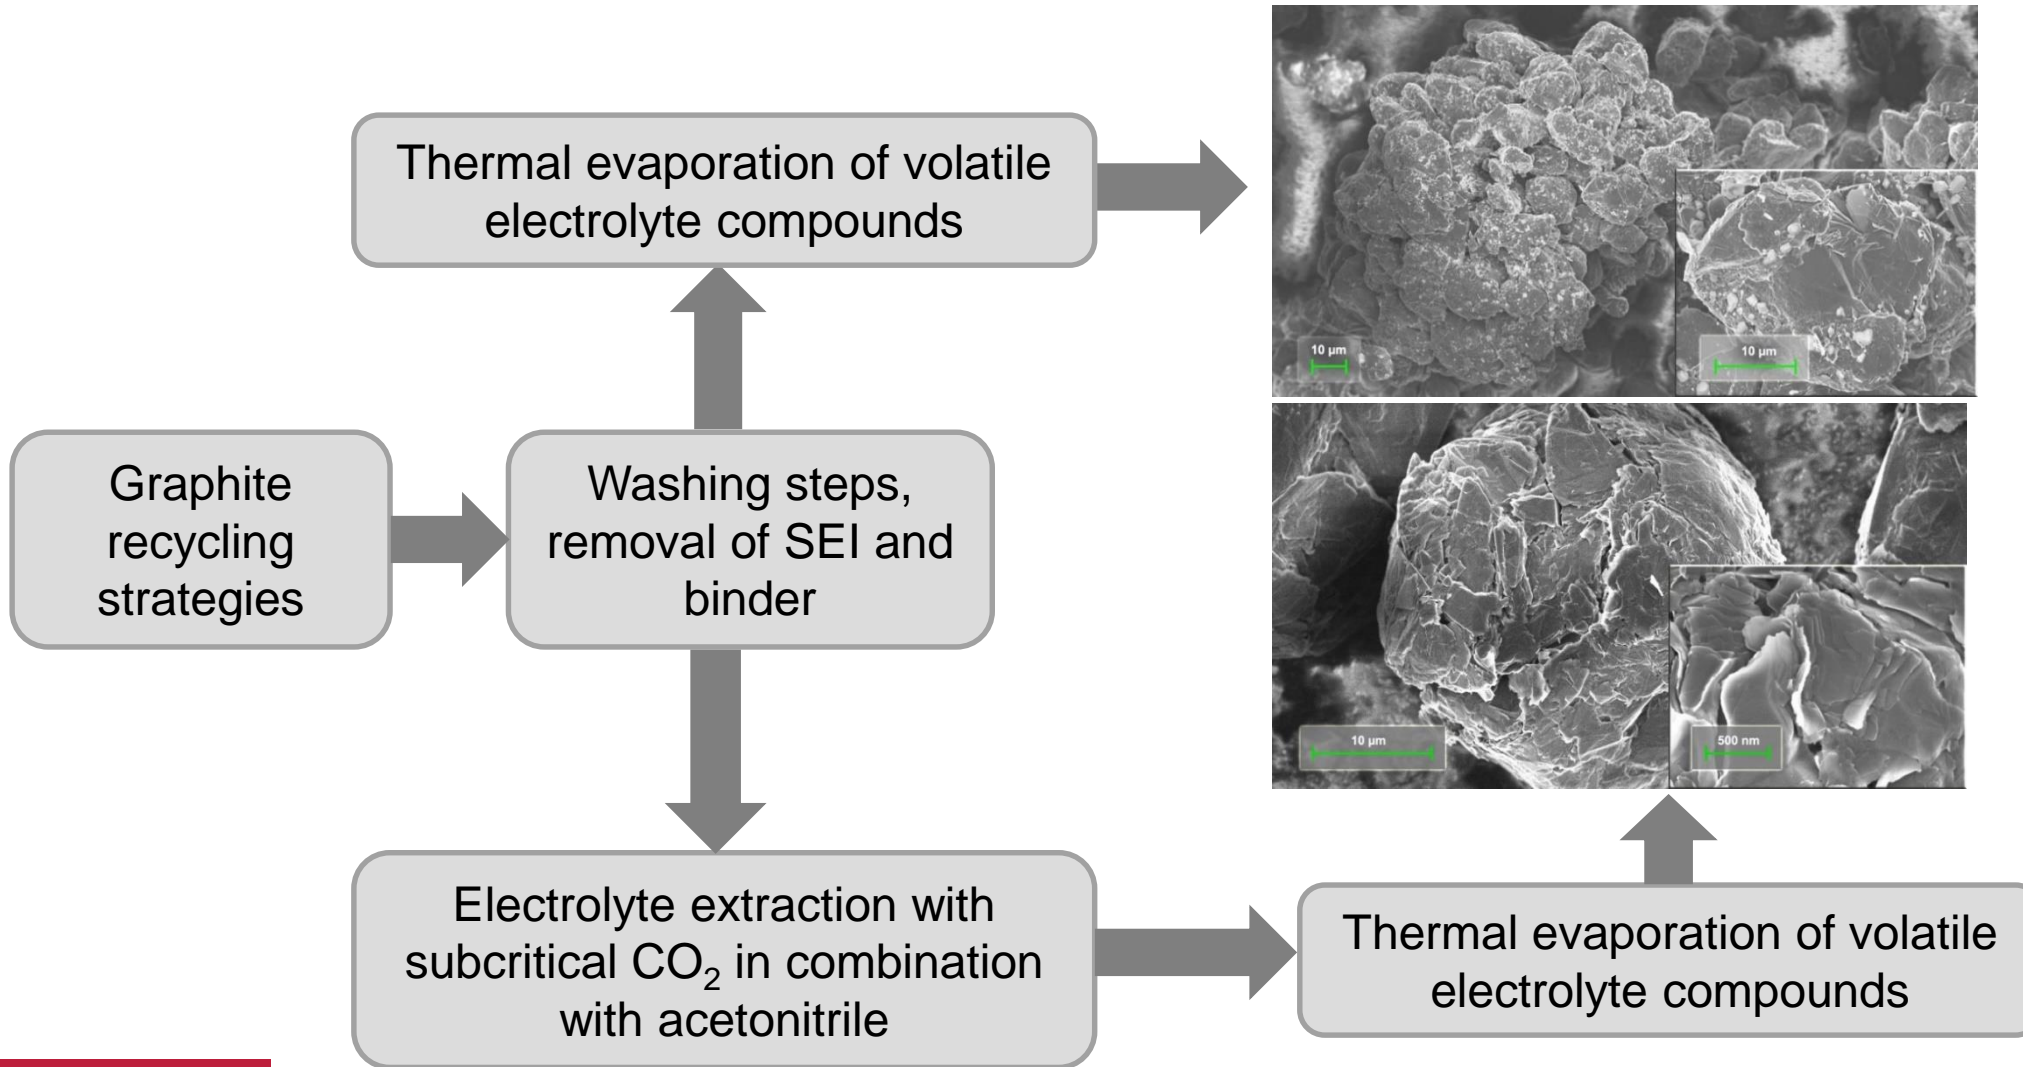 Thermal evaporation of volatile
electrolyte compounds
10 µm
10 µm
Graphite
recycling
strategies
Washing steps,
removal of SEI and
binder
10 µm
500 nm
Electrolyte extraction with
subcritical CO₂ in combination
with acetonitrile
Thermal evaporation of volatile
electrolyte compounds